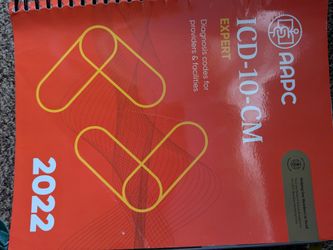 AAPC
ICD-10-CM
EXPERT
Diagnosis codes for
providers & facilities
2022